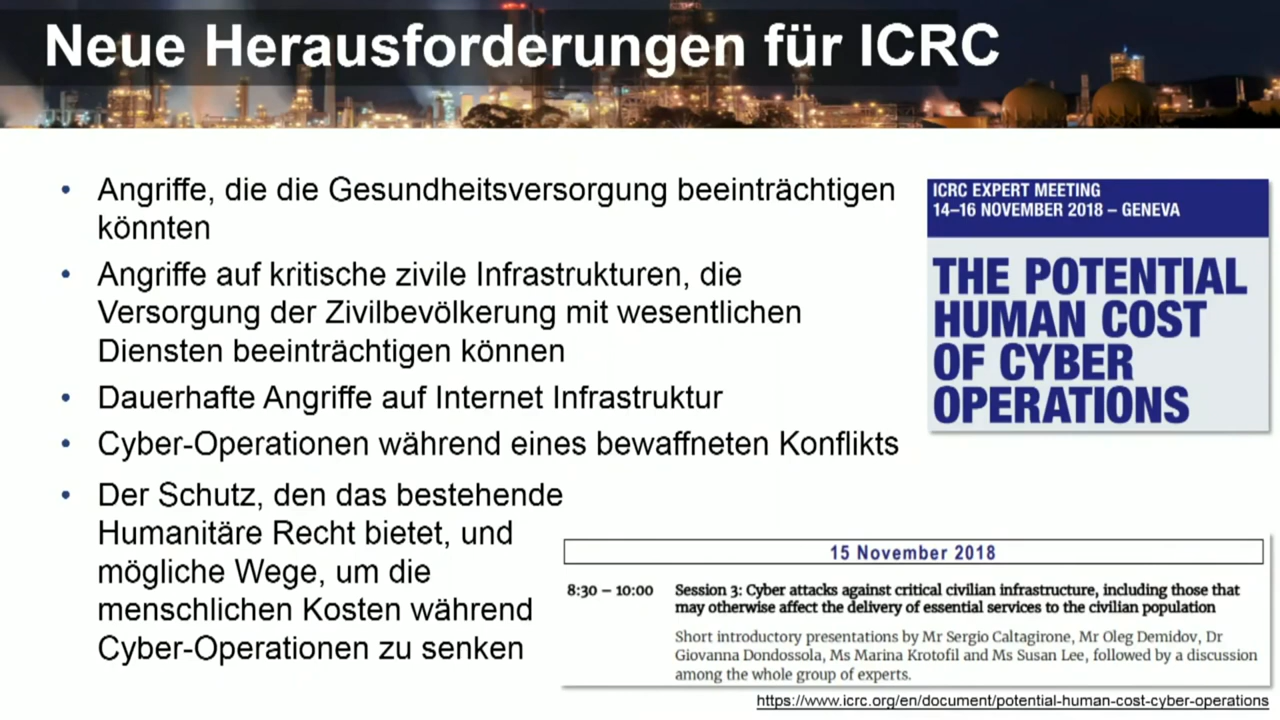 Neue Herausforderungen für ICRC
• Angriffe, die die Gesundheitsversorgung beeinträchtigen
könnten
• Angriffe auf kritische zivile Infrastrukturen, die
Versorgung der Zivilbevölkerung mit wesentlichen
Diensten beeinträchtigen können
• Dauerhafte Angriffe auf Internet Infrastruktur
• Cyber-Operationen während eines bewaffneten Konflikts
• Der Schutz, den das bestehende
Humanitäre Recht bietet, und
mögliche Wege, um die
menschlichen Kosten während
Cyber-Operationen zu senken
ICRC EXPERT MEETING
14–16 NOVEMBER 2018 – GENEVA
THE POTENTIAL
HUMAN COST
OF CYBER
OPERATIONS
15 November 2018
8:30 – 10:00 Session 3: Cyber attacks against critical civilian infrastructure, including those that
may otherwise affect the delivery of essential services to the civilian population
Short introductory presentations by Mr Sergio Caltagirone, Mr Oleg Demidov, Dr
Giovanna Dondossola, Ms Marina Krotofil and Ms Susan Lee, followed by a discussion
among the whole group of experts.
https://www.icrc.org/en/document/potential-human-cost-cyber-operations